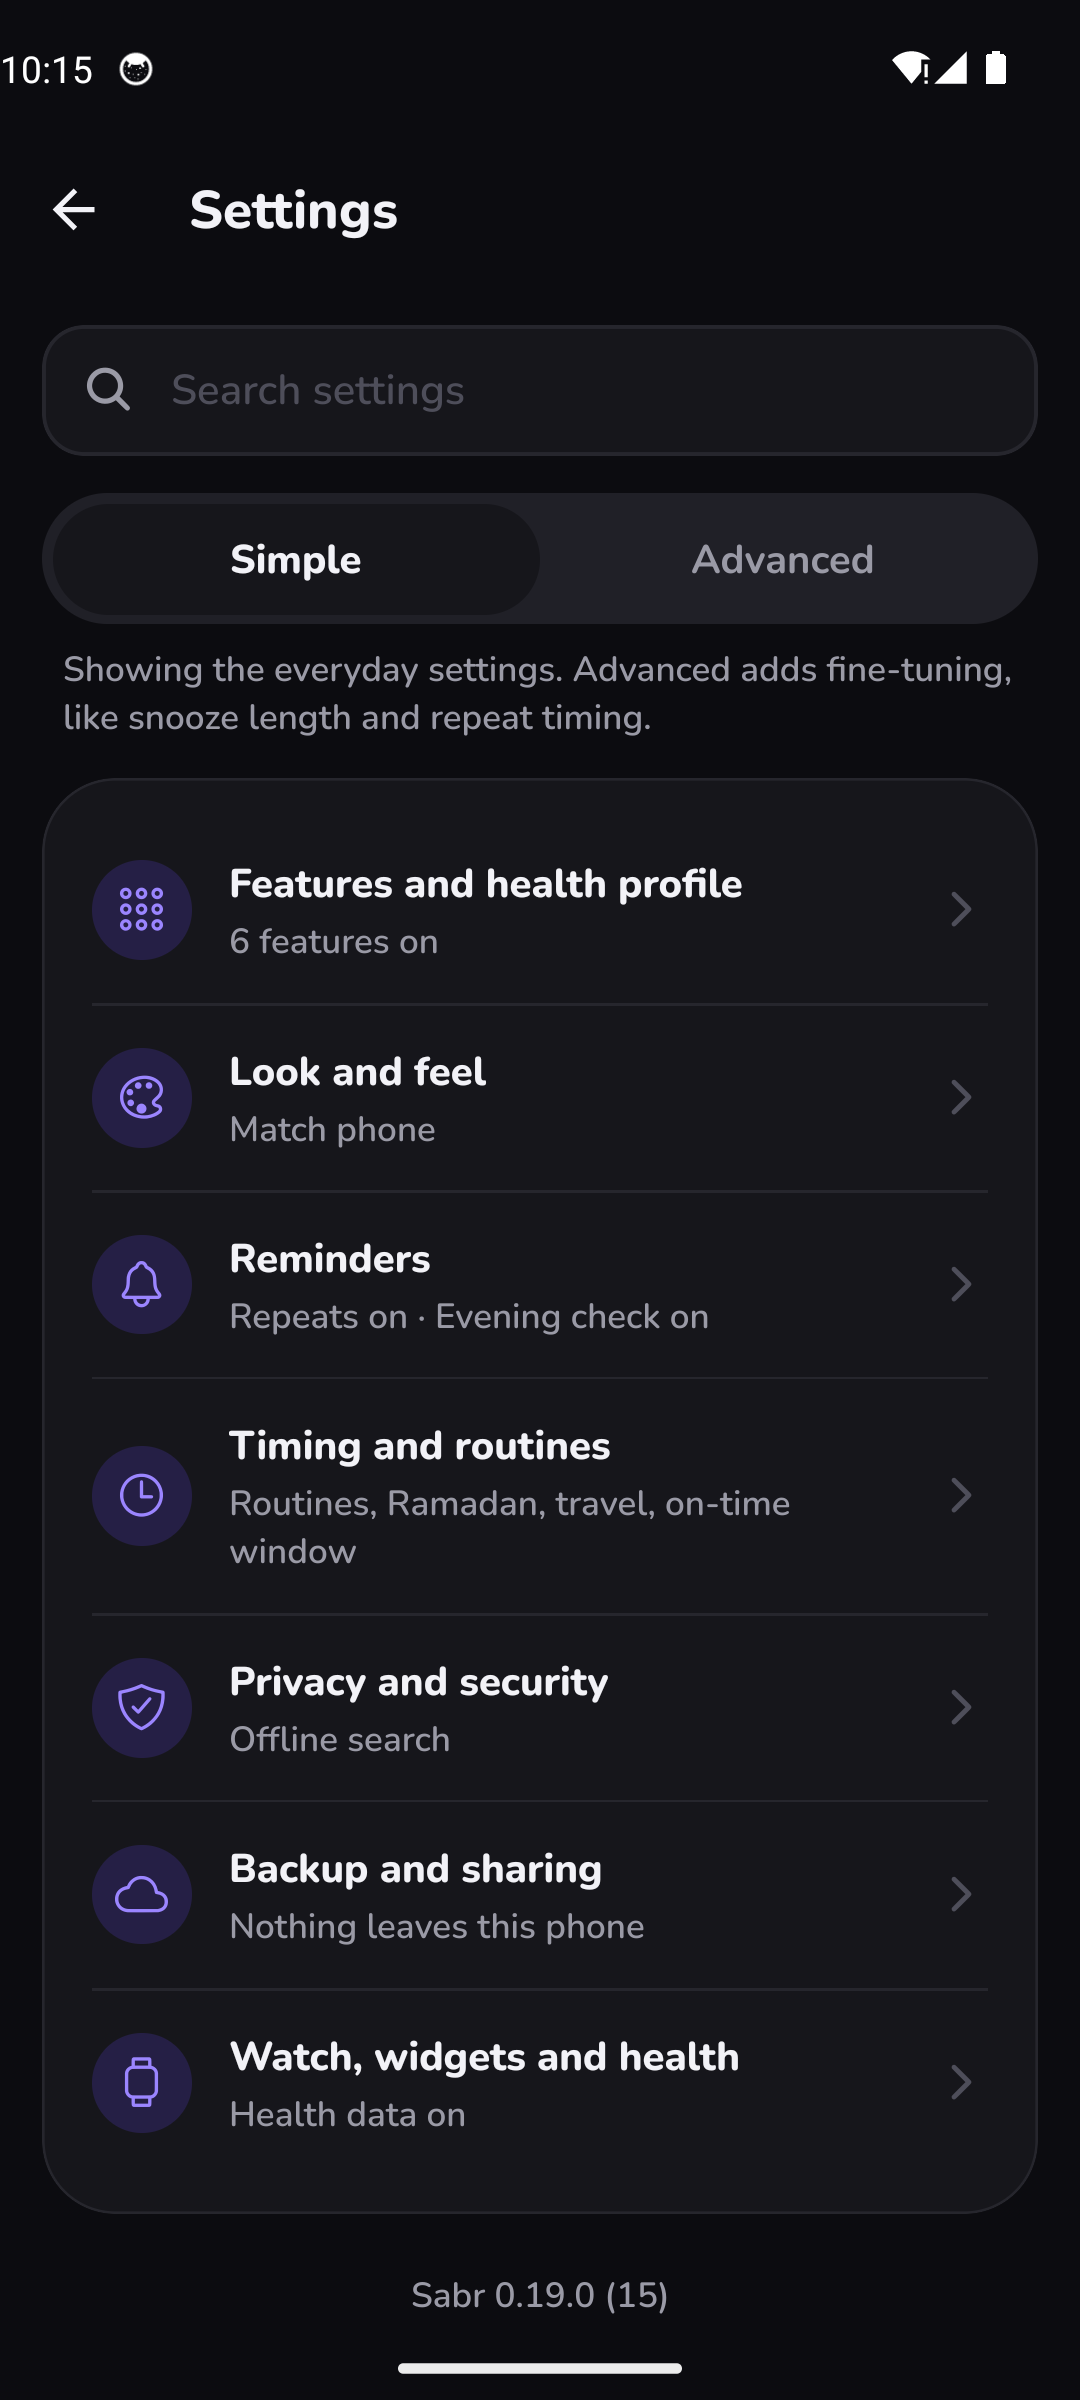 10:15
Settings
Search settings
Simple
Advanced
Showing the everyday settings. Advanced adds fine-tuning,
like snooze length and repeat timing.
Features and health profile
6 features on
Look and feel
Match phone
Reminders
Repeats on · Evening check on
Timing and routines
Routines, Ramadan, travel, on-time
window
Privacy and security
Offline search
Backup and sharing
Nothing leaves this phone
Watch, widgets and health
Health data on
Sabr 0.19.0 (15)